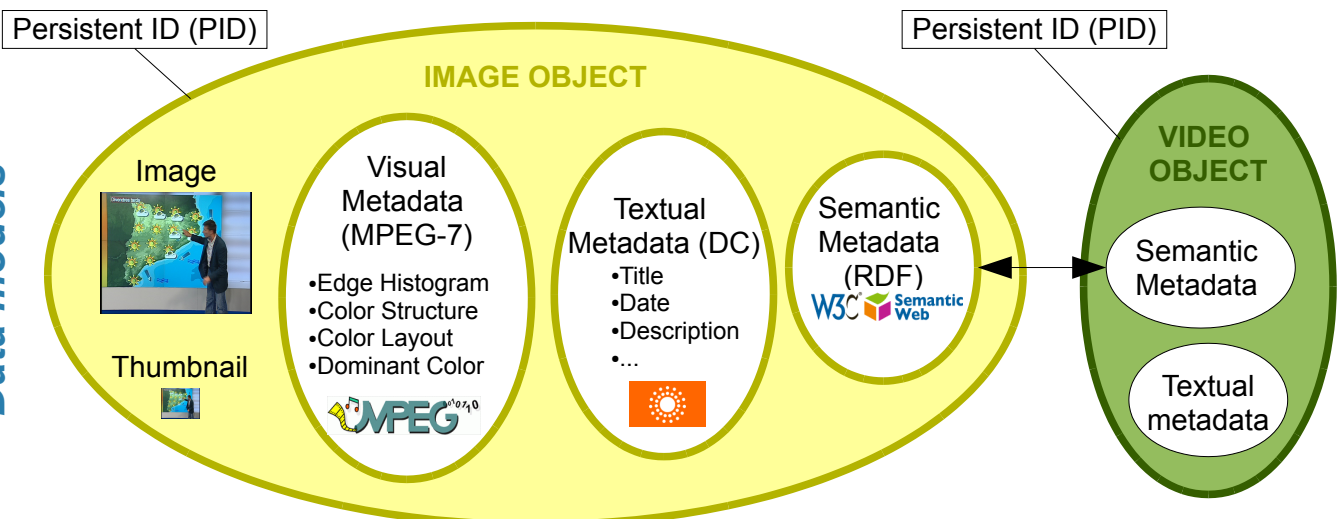 Persistent ID (PID)
Persistent ID (PID)
IMAGE OBJECT
Image
Divendres tarda
Thumbnail
Visual
Metadata
(MPEG-7)
•Edge Histogram
•Color Structure
•Color Layout
•Dominant Color
MPEG
Textual
Metadata (DC)
•Title
•Date
•Description
•...
Semantic
Metadata
(RDF)
W3C® Semantic
Web
VIDEO
OBJECT
Semantic
Metadata
Textual
metadata